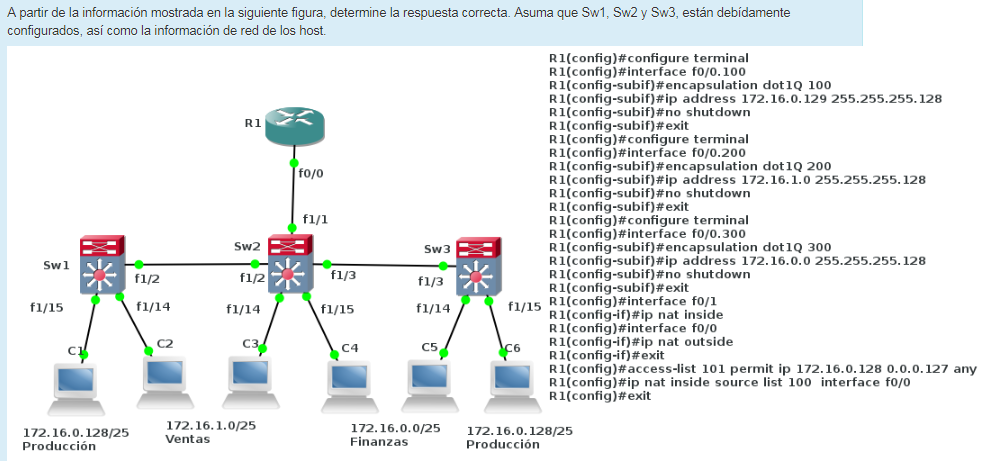 A partir de la información mostrada en la siguiente figura, determine la respuesta correcta. Asuma que Sw1, Sw2 y Sw3, están debídamente
configurados, así como la información de red de los host.
R1(config)#configure terminal
R1(config)#interface f0/0.100
R1(config-subif)#encapsulation dot1Q 100
R1(config-subif)#ip address 172.16.0.129 255.255.255.128
R1(config-subif)#no shutdown
R1(config-subif)#exit
R1(config)#configure terminal
R1(config)#interface f0/0.200
R1(config-subif)#encapsulation dot1Q 200
R1(config-subif)#ip address 172.16.1.0 255.255.255.128
R1(config-subif)#no shutdown
R1(config-subif)#exit
R1(config)#configure terminal
R1(config)#interface f0/0.300
R1(config-subif)#encapsulation dot1Q 300
R1(config-subif)#ip address 172.16.0.0 255.255.255.128
R1(config-subif)#no shutdown
R1(config-subif)#exit
R1(config)#interface f0/1
R1(config-if)#ip nat inside
R1(config)#interface f0/0
R1(config-if)#ip nat outside
R1(config-if)#exit
R1(config)#access-list 101 permit ip 172.16.0.128 0.0.0.127 any
R1(config)#ip nat inside source list 100 interface f0/0
R1(config)#exit
R1
f0/0
f1/1
Sw2
Sw3
Sw1
f1/2
f1/2
f1/3
f1/3
f1/15
f1/14
f1/14
f1/15
f1/14
f1/15
C1
C2
C3
C4
C5
C6
172.16.0.128/25
Producción
172.16.1.0/25
Ventas
172.16.0.0/25
Finanzas
172.16.0.128/25
Producción